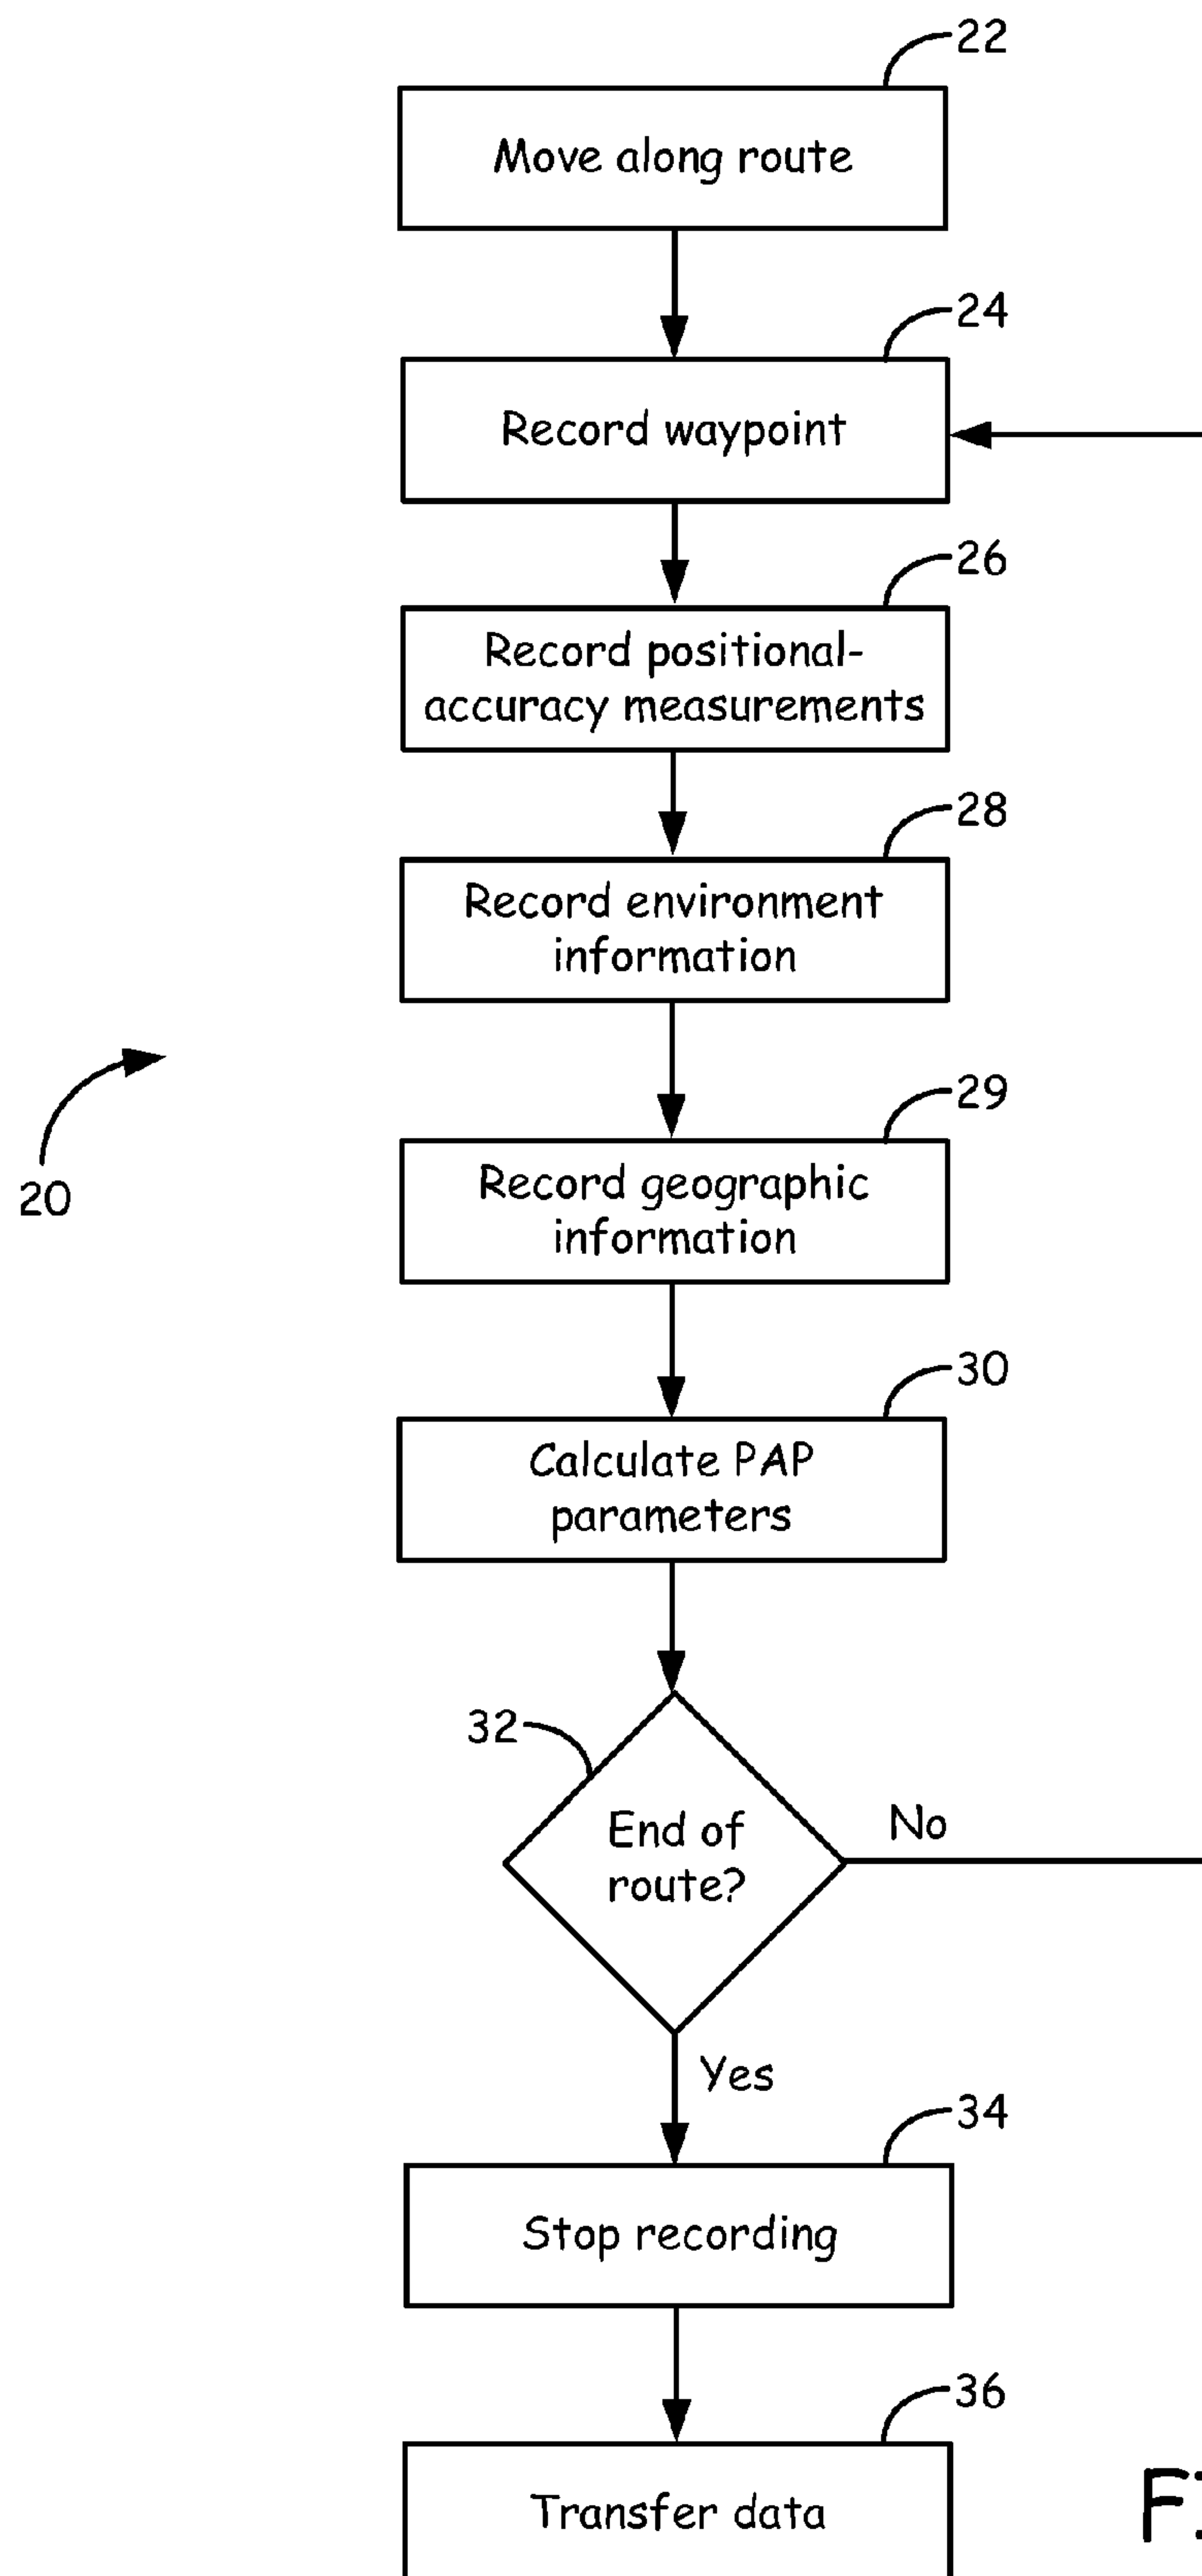 22
Move along route
24
Record waypoint
26
Record positional-
accuracy measurements
28
Record environment
information
20
29
Record geographic
information
30
Calculate PAP
parameters
32
End of
route?
No
Yes
34
Stop recording
36
Transfer data